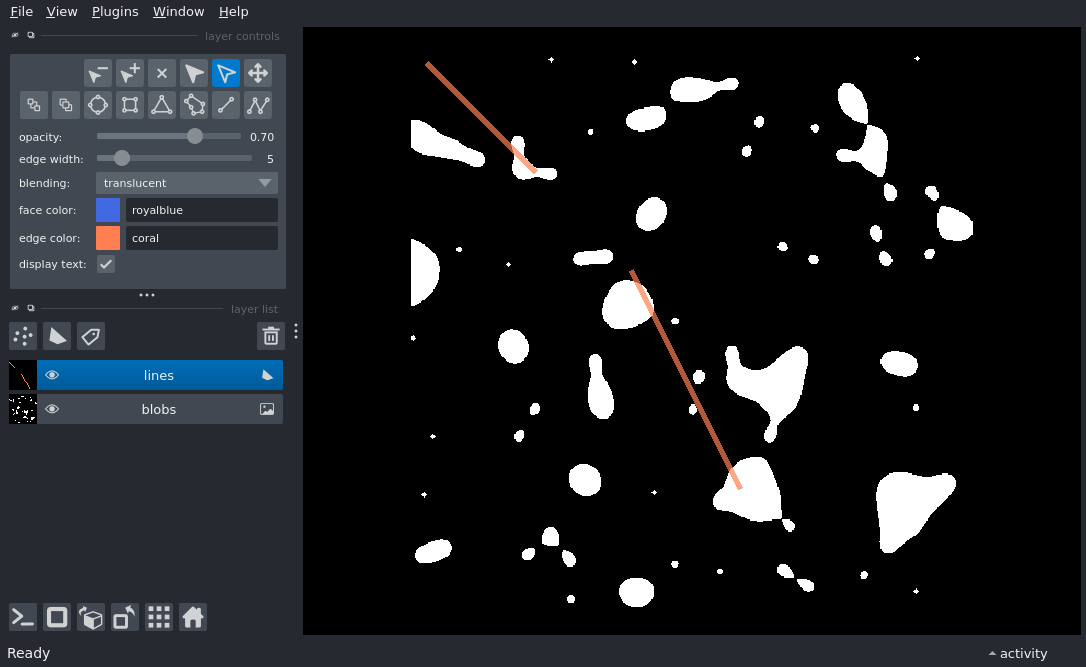 File View Plugins Window Help
layer controls
opacity: 0.70
edge width: 5
blending: translucent
face color: royalblue
edge color: coral
display text:
layer list
lines
blobs
Ready
activity